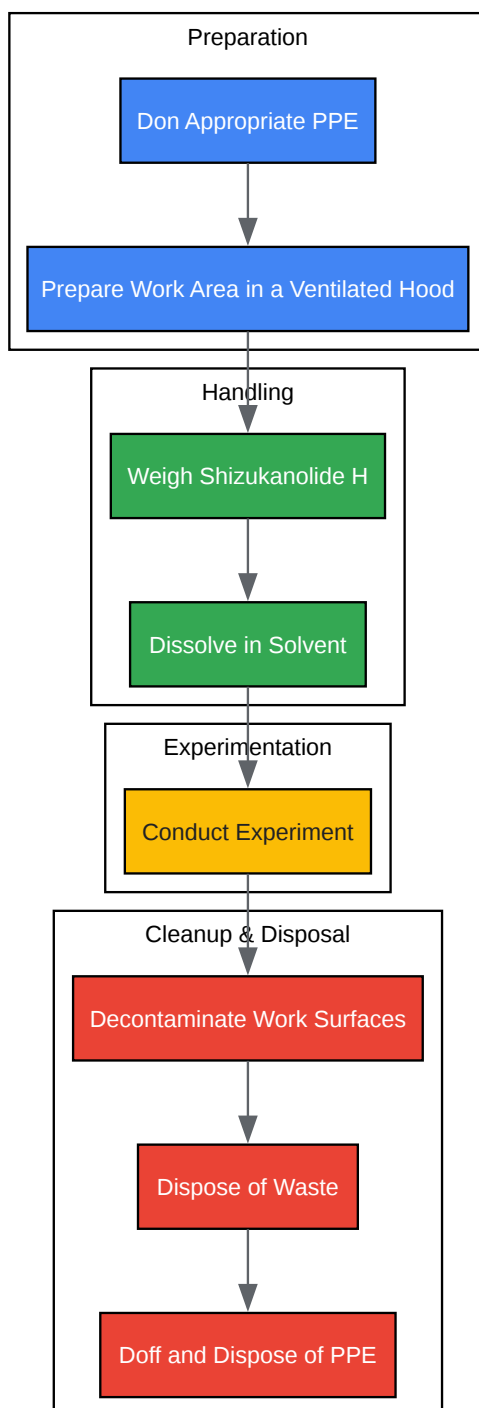 Preparation
Don Appropriate PPE
Prepare Work Area in a Ventilated Hood
Handling
Weigh Shizukanolide H
Dissolve in Solvent
Experimentation
Conduct Experiment
Cleanup & Disposal
Decontaminate Work Surfaces
Dispose of Waste
Doff and Dispose of PPE